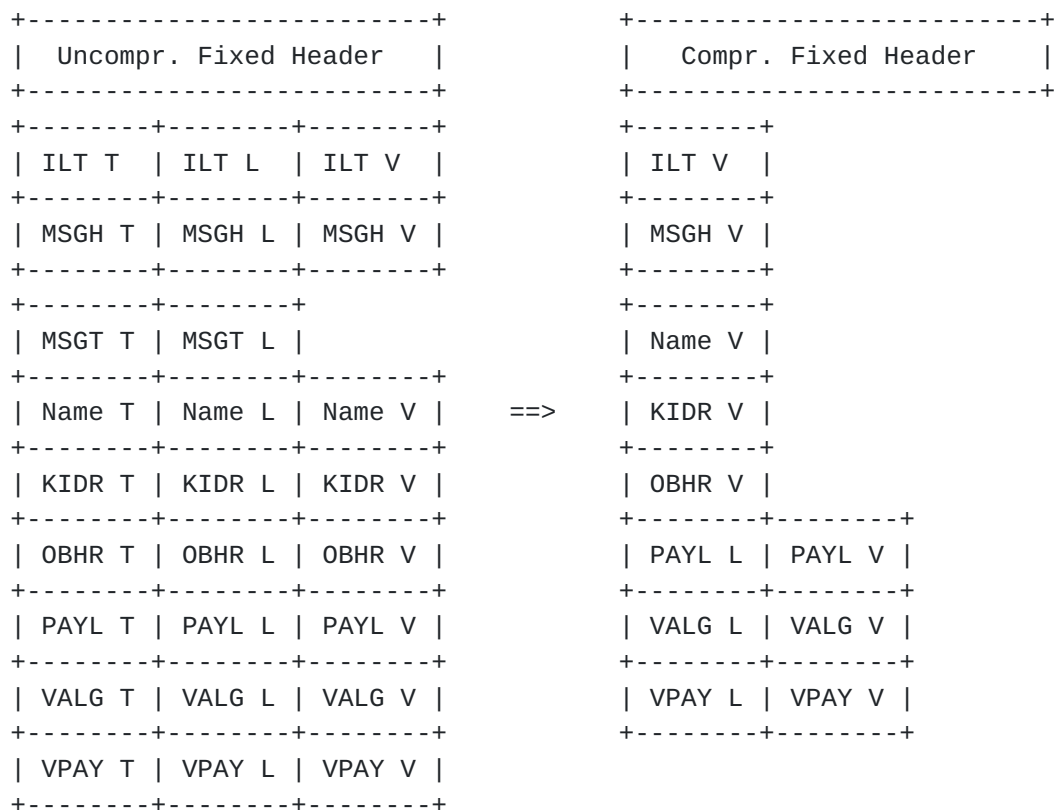 +--------------------------+            +--------------------------+
|  Uncompr. Fixed Header   |            |   Compr. Fixed Header    |
+--------------------------+            +--------------------------+
+--------+--------+--------+            +--------+
| ILT T  | ILT L  | ILT V  |            | ILT V  |
+--------+--------+--------+            +--------+
| MSGH T | MSGH L | MSGH V |            | MSGH V |
+--------+--------+--------+            +--------+
+--------+--------+                     +--------+
| MSGT T | MSGT L |                     | Name V |
+--------+--------+--------+            +--------+
| Name T | Name L | Name V |    ==>     | KIDR V |
+--------+--------+--------+            +--------+
| KIDR T | KIDR L | KIDR V |            | OBHR V |
+--------+--------+--------+            +--------+--------+
| OBHR T | OBHR L | OBHR V |            | PAYL L | PAYL V |
+--------+--------+--------+            +--------+--------+
| PAYL T | PAYL L | PAYL V |            | VALG L | VALG V |
+--------+--------+--------+            +--------+--------+
| VALG T | VALG L | VALG V |            | VPAY L | VPAY V |
+--------+--------+--------+            +--------+--------+
| VPAY T | VPAY L | VPAY V |
+--------+--------+--------+